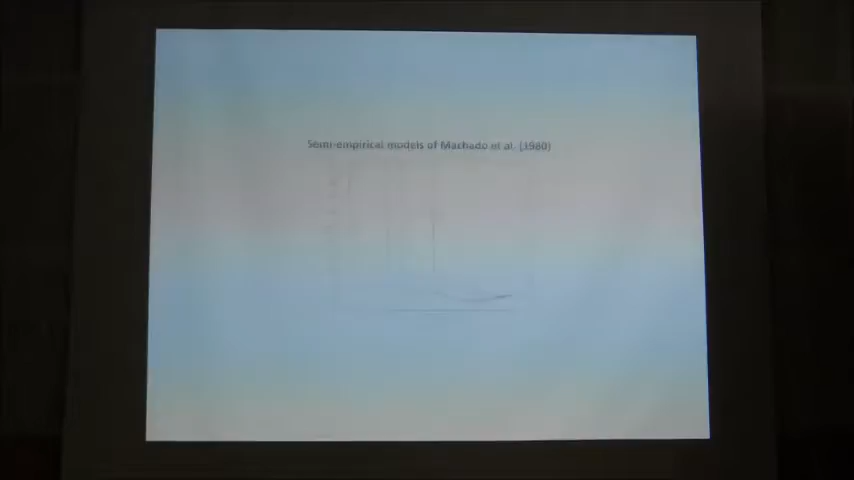 Semi-empirical models of Machado et al. (1980)